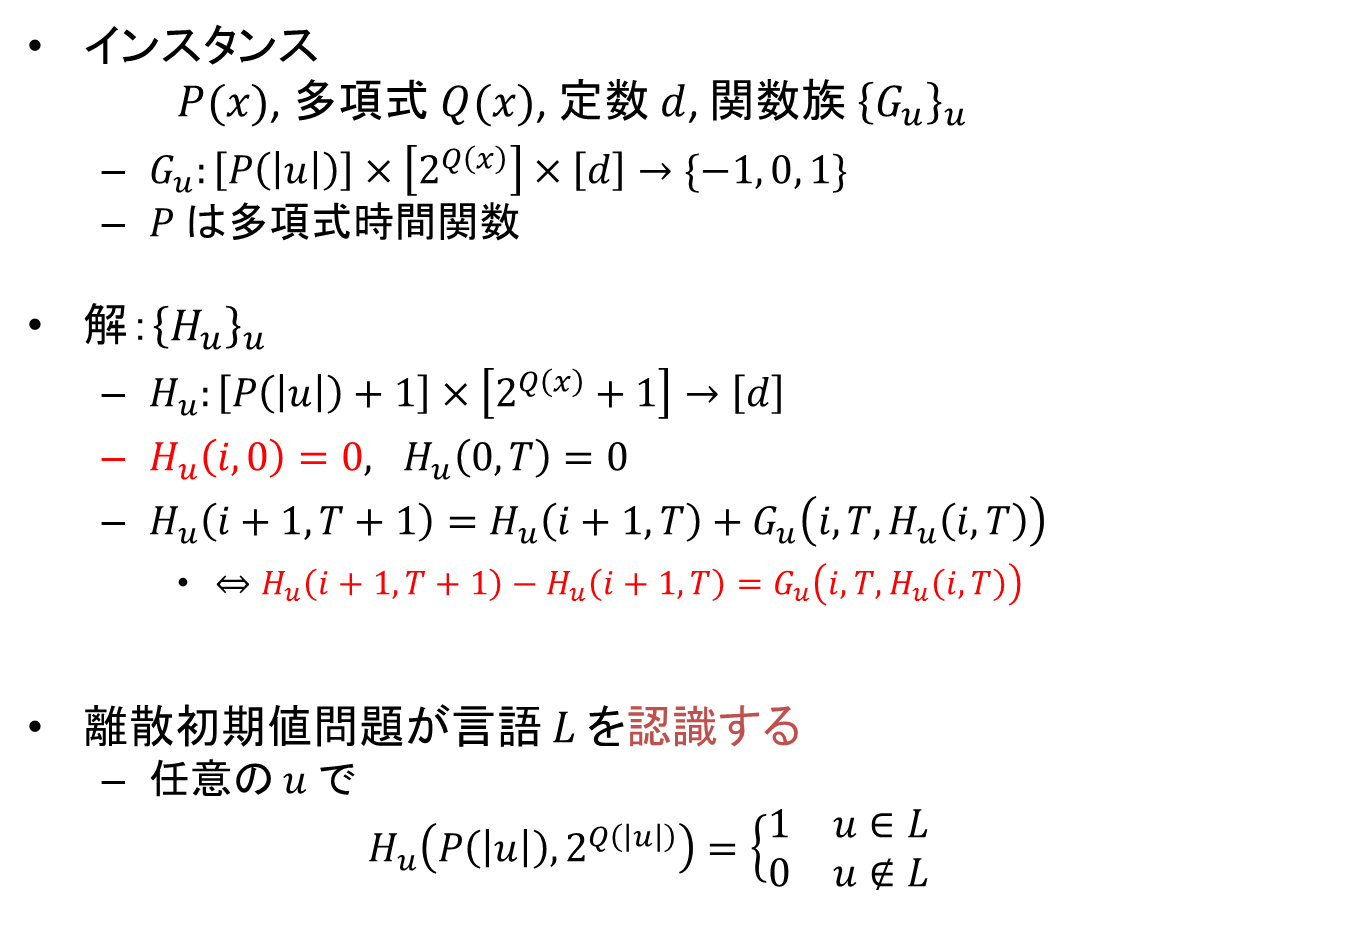 • インスタンス
P(x), 多項式 Q(x), 定数 d, 関数族 {G_u}_u
– G_u: [P(|u|)] × [2^{Q(x)}] × [d] → {−1, 0, 1}
– P は多項式時間関数
• 解：{H_u}_u
– H_u: [P(|u|) + 1] × [2^{Q(x)} + 1] → [d]
– H_u(i, 0) = 0, H_u(0, T) = 0
– H_u(i + 1, T + 1) = H_u(i + 1, T) + G_u(i, T, H_u(i, T))
• ⇔ H_u(i + 1, T + 1) − H_u(i + 1, T) = G_u(i, T, H_u(i, T))
• 離散初期値問題が言語 L を認識する
– 任意の u で
H_u(P(|u|), 2^{Q(|u|)}) = { 1 u ∈ L
0 u ∉ L